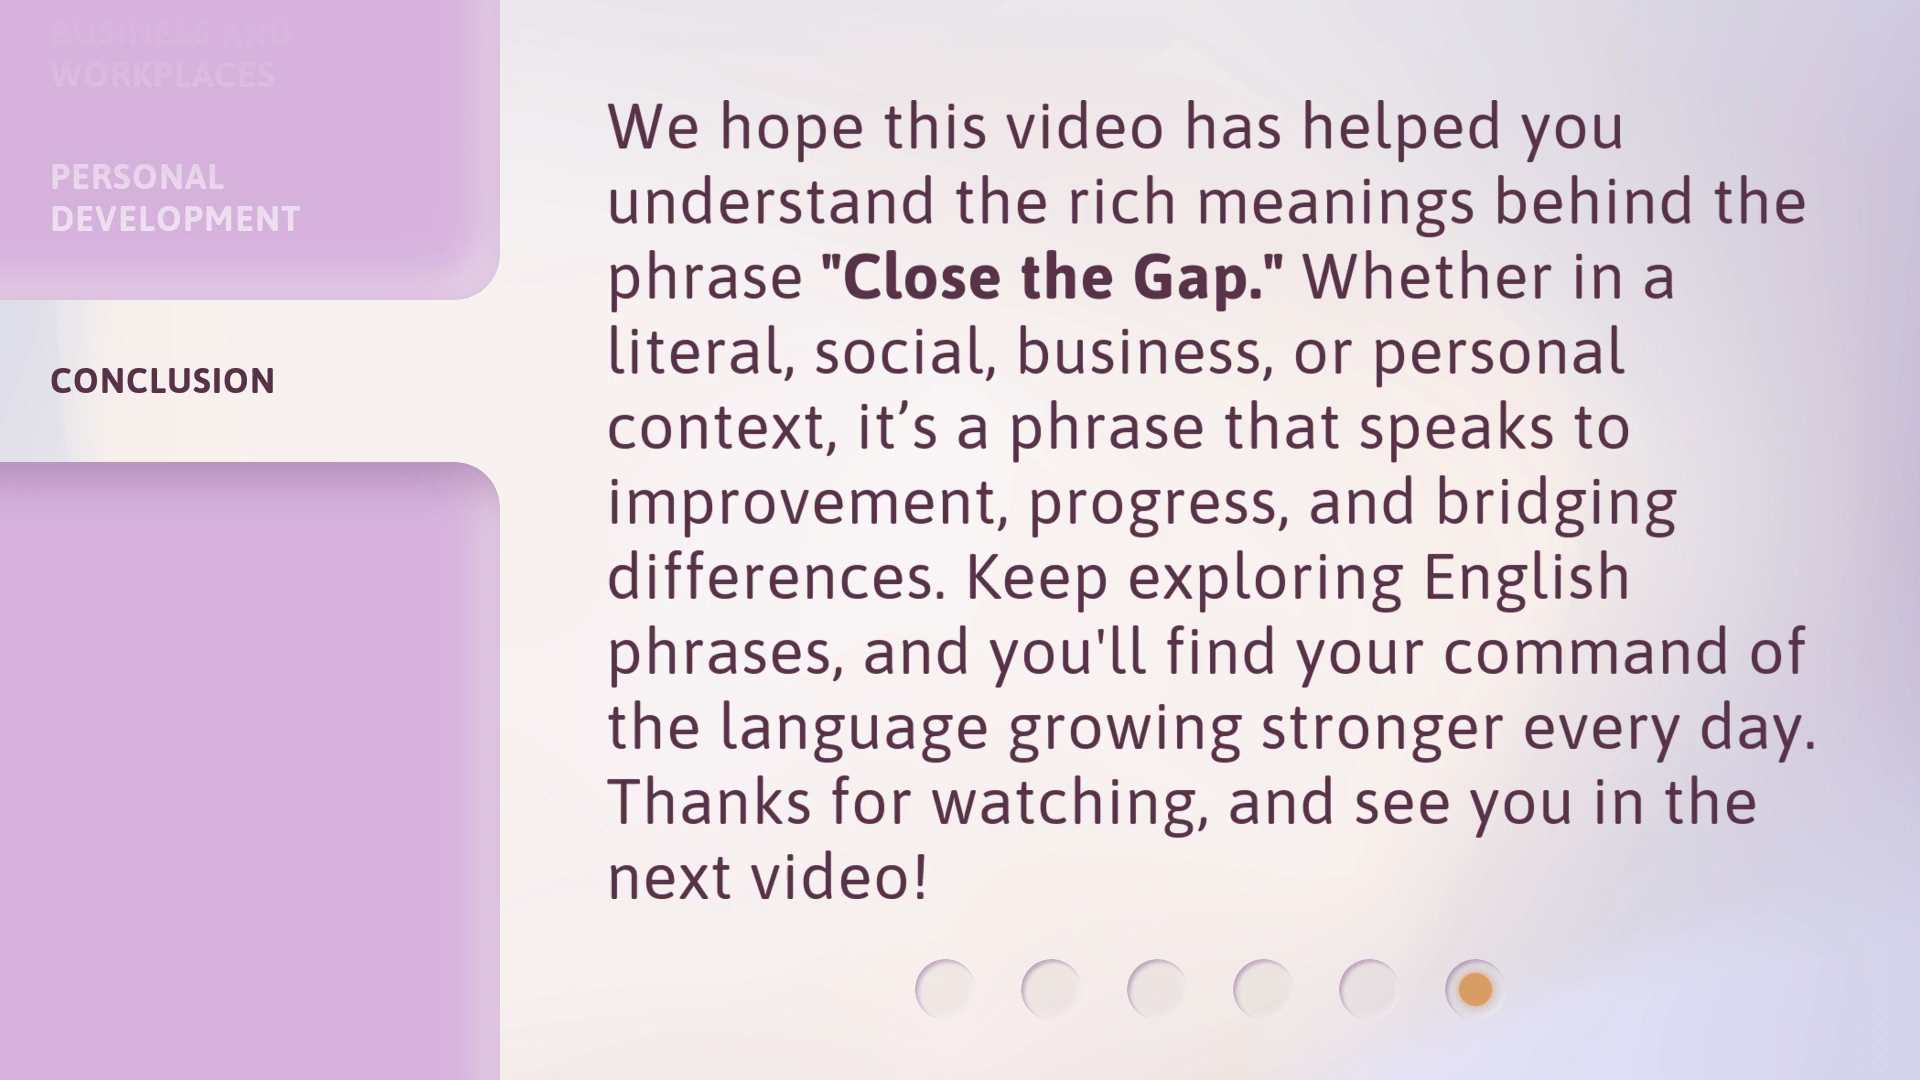 BUSINESS AND
WORKPLACES
PERSONAL
DEVELOPMENT
CONCLUSION
We hope this video has helped you
understand the rich meanings behind the
phrase "Close the Gap." Whether in a
literal, social, business, or personal
context, it’s a phrase that speaks to
improvement, progress, and bridging
differences. Keep exploring English
phrases, and you'll find your command of
the language growing stronger every day.
Thanks for watching, and see you in the
next video!